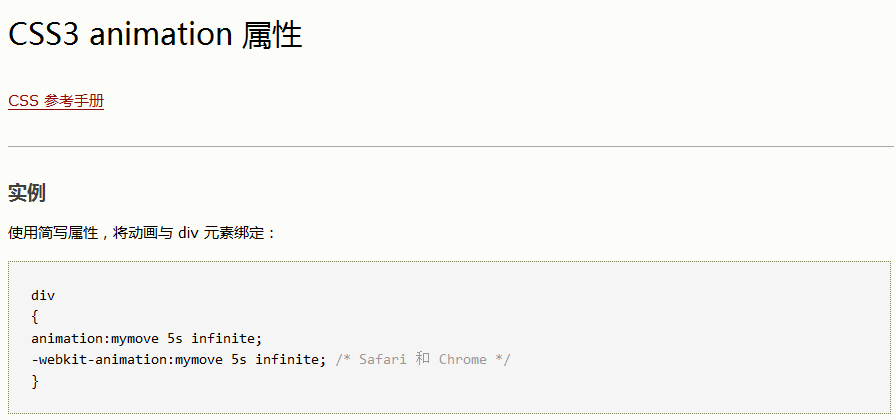 CSS3 animation 属性
CSS 参考手册
实例
使用简写属性，将动画与 div 元素绑定：
div
{
animation:mymove 5s infinite;
-webkit-animation:mymove 5s infinite; /* Safari 和 Chrome */
}